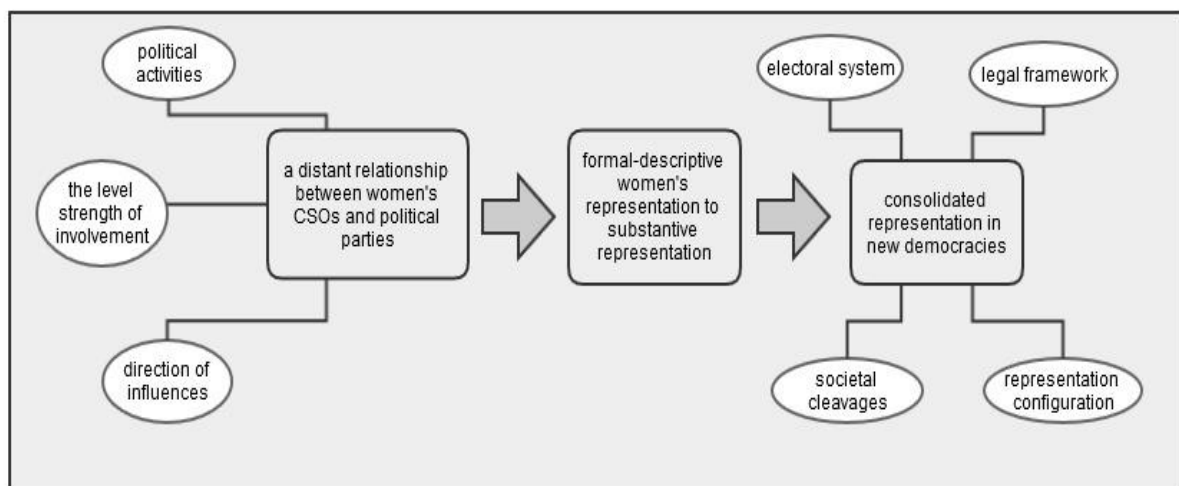 political
activities
the level
strength of
involvement
direction of
influences
a distant relationship
between women's
CSOs and political
parties
formal-descriptive
women's
representation to
substantive
representation
electoral system
legal framework
consolidated
representation in
new democracies
societal
cleavages
representation
configuration